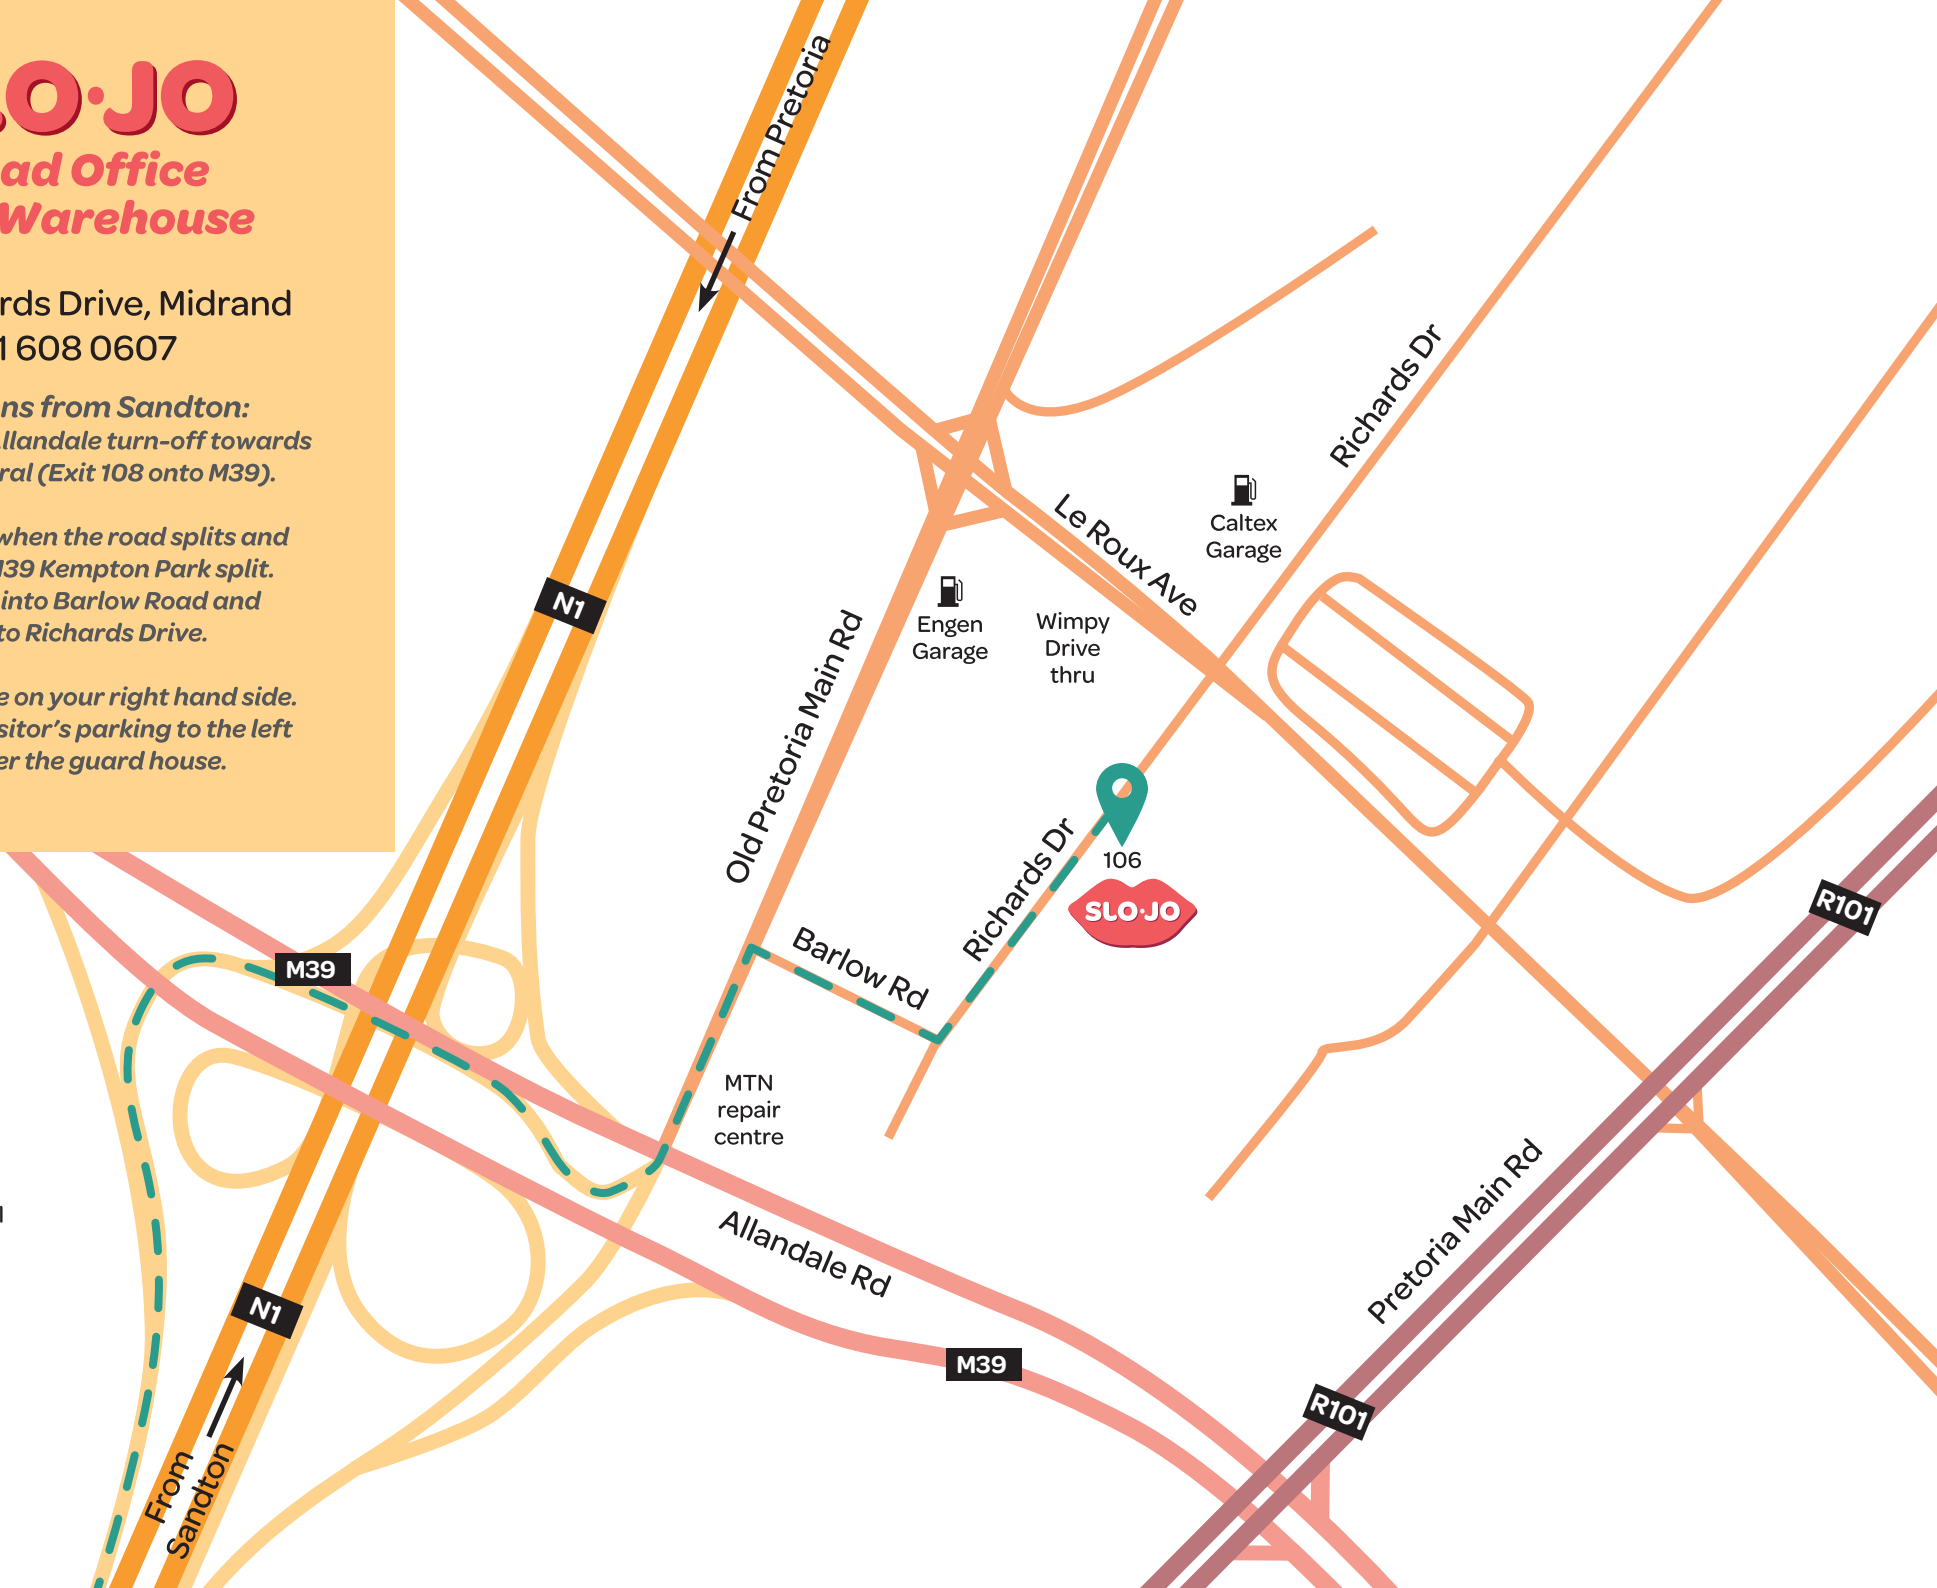 LO·JO
ad Office
Warehouse
rds Drive, Midrand
1 608 0607
ns from Sandton:
llandale turn-off towards
ral (Exit 108 onto M39).
when the road splits and
139 Kempton Park split.
into Barlow Road and
to Richards Drive.
e on your right hand side.
sitor's parking to the left
er the guard house.
From Pretoria
N1
Old Pretoria Main Rd
Engen
Garage
Wimpy
Drive
thru
Le Roux Ave
Caltex
Garage
Richards Dr
Richards Dr
106
SLO·JO
Barlow Rd
M39
MTN
repair
centre
Allandale Rd
M39
N1
From
Sandton
R101
Pretoria Main Rd
R101